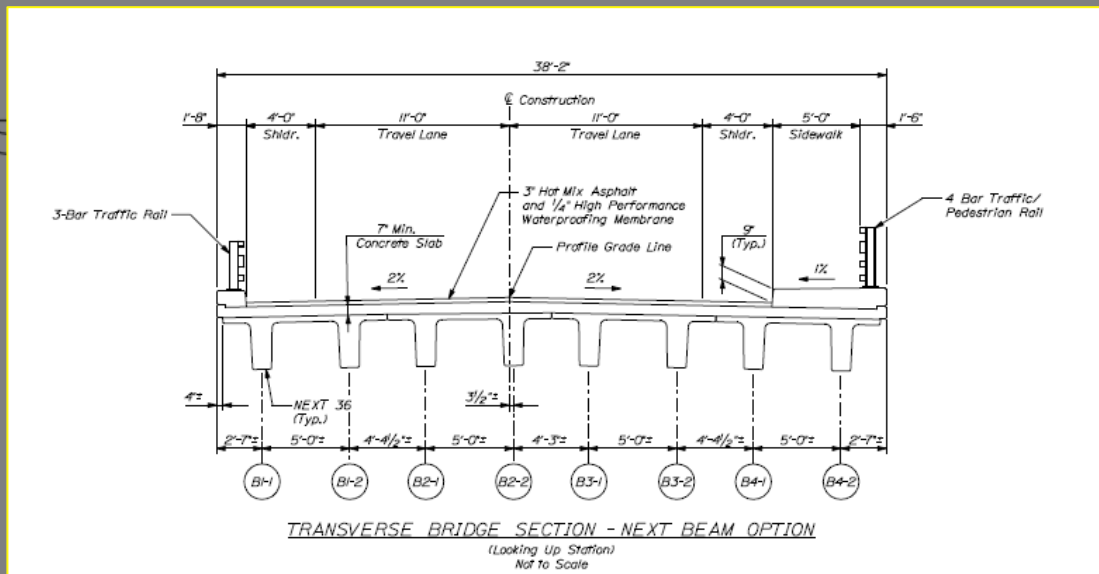 38'-2"
℄ Construction
1'-8"
4'-0"
Shldr.
11'-0"
Travel Lane
11'-0"
Travel Lane
4'-0"
Shldr.
5'-0"
Sidewalk
1'-6"
3-Bar Traffic Rail
7" Min.
Concrete Slab
3" Hot Mix Asphalt
and 1/4" High Performance
Waterproofing Membrane
Profile Grade Line
9"
(Typ.)
4 Bar Traffic/
Pedestrian Rail
2%
2%
1%
4"±
NEXT 36
(Typ.)
3 1/2"±
2'-7"±
5'-0"±
4'-4 1/2"±
5'-0"±
4'-3"±
5'-0"±
4'-4 1/2"±
5'-0"±
2'-7"±
B1-1
B1-2
B2-1
B2-2
B3-1
B3-2
B4-1
B4-2
TRANSVERSE BRIDGE SECTION - NEXT BEAM OPTION
(Looking Up Station)
Not to Scale